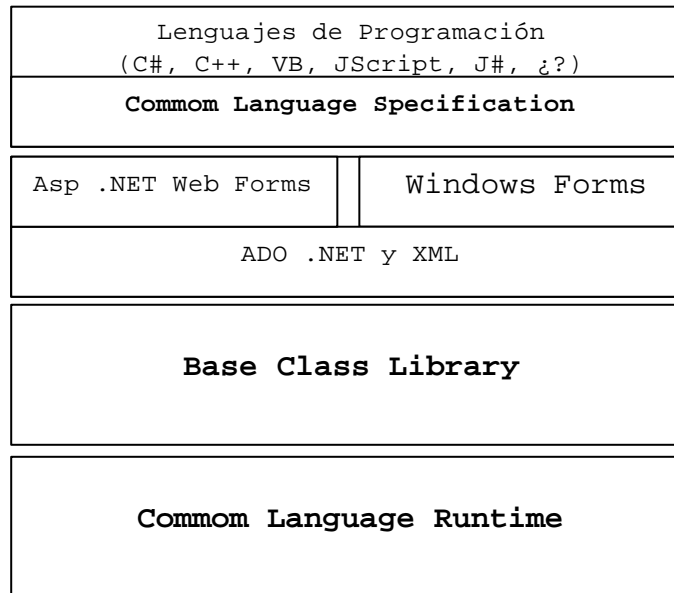 Lenguajes de Programación
(C#, C++, VB, JScript, J#, ¿?)
Commom Language Specification
Asp .NET Web Forms
Windows Forms
ADO .NET y XML
Base Class Library
Commom Language Runtime